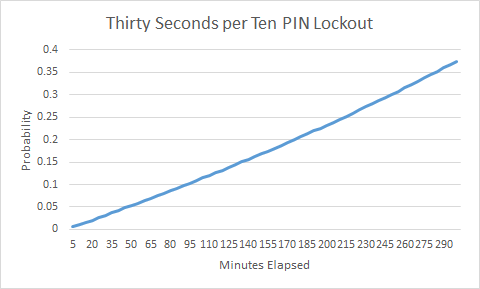 Thirty Seconds per Ten PIN Lockout
0.4
0.35
0.3
0.25
0.2
0.15
0.1
0.05
0
Probability
5 20 35 50 65 80 95 110 125 140 155 170 185 200 215 230 245 260 275 290
Minutes Elapsed